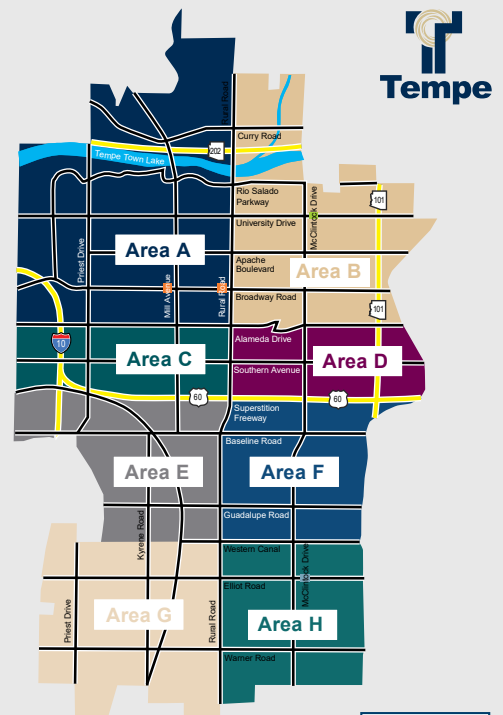 Tempe
Rural Road
Curry Road
202
Tempe Town Lake
Rio Salado
Parkway
McClintock Drive
101
University Drive
Priest Drive
Area A
Apache
Boulevard
Area B
Mill Avenue
Rural Road
Broadway Road
101
10
Alameda Drive
Area C
Area D
Southern Avenue
60
60
Superstition
Freeway
Baseline Road
Area E
Area F
Kyrene Road
Guadalupe Road
Western Canal
McClintock Drive
Elliot Road
Priest Drive
Area G
Rural Road
Area H
Warner Road